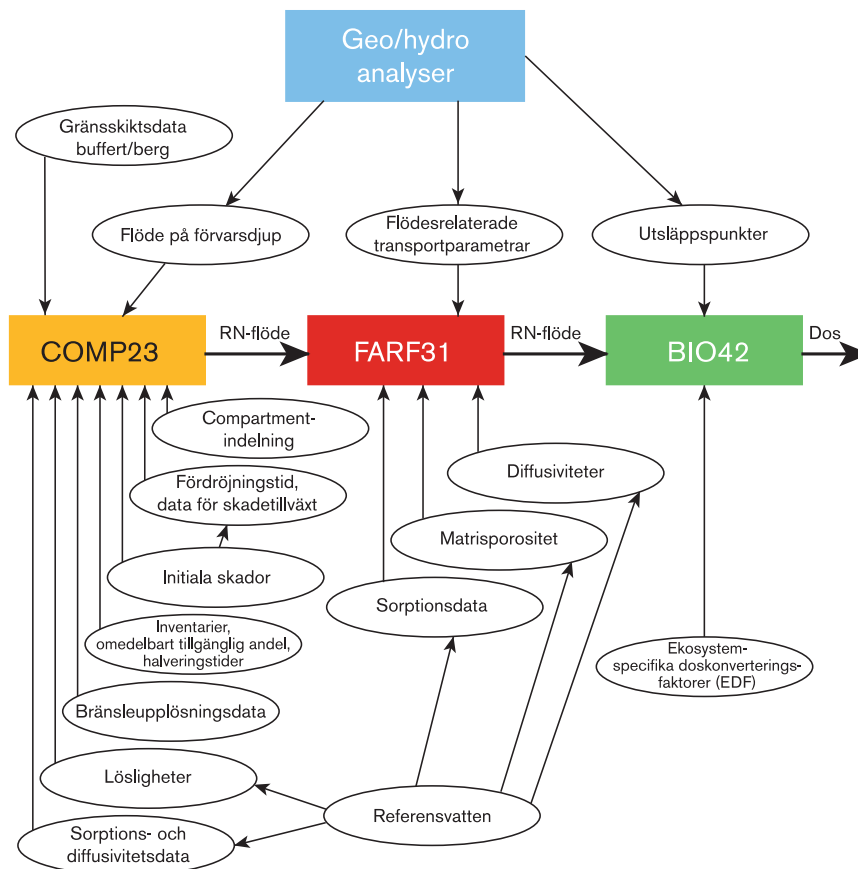 Geo/hydro
analyser
Gränsskiktsdata
buffert/berg
Flöde på förvarsdjup
Flödesrelaterade
transportparametrar
Utsläppspunkter
COMP23
RN-flöde
FARF31
RN-flöde
BIO42
Dos
Compartment-
indelning
Fördröjningstid,
data för skadetillväxt
Initiala skador
Inventarier,
omedelbart tillgänglig andel,
halveringstider
Bränsleupplösningsdata
Lösligheter
Sorptions- och
diffusivitetsdata
Diffusiviteter
Matrisporositet
Sorptionsdata
Referensvatten
Ekosystem-
specifika doskonverterings-
faktorer (EDF)